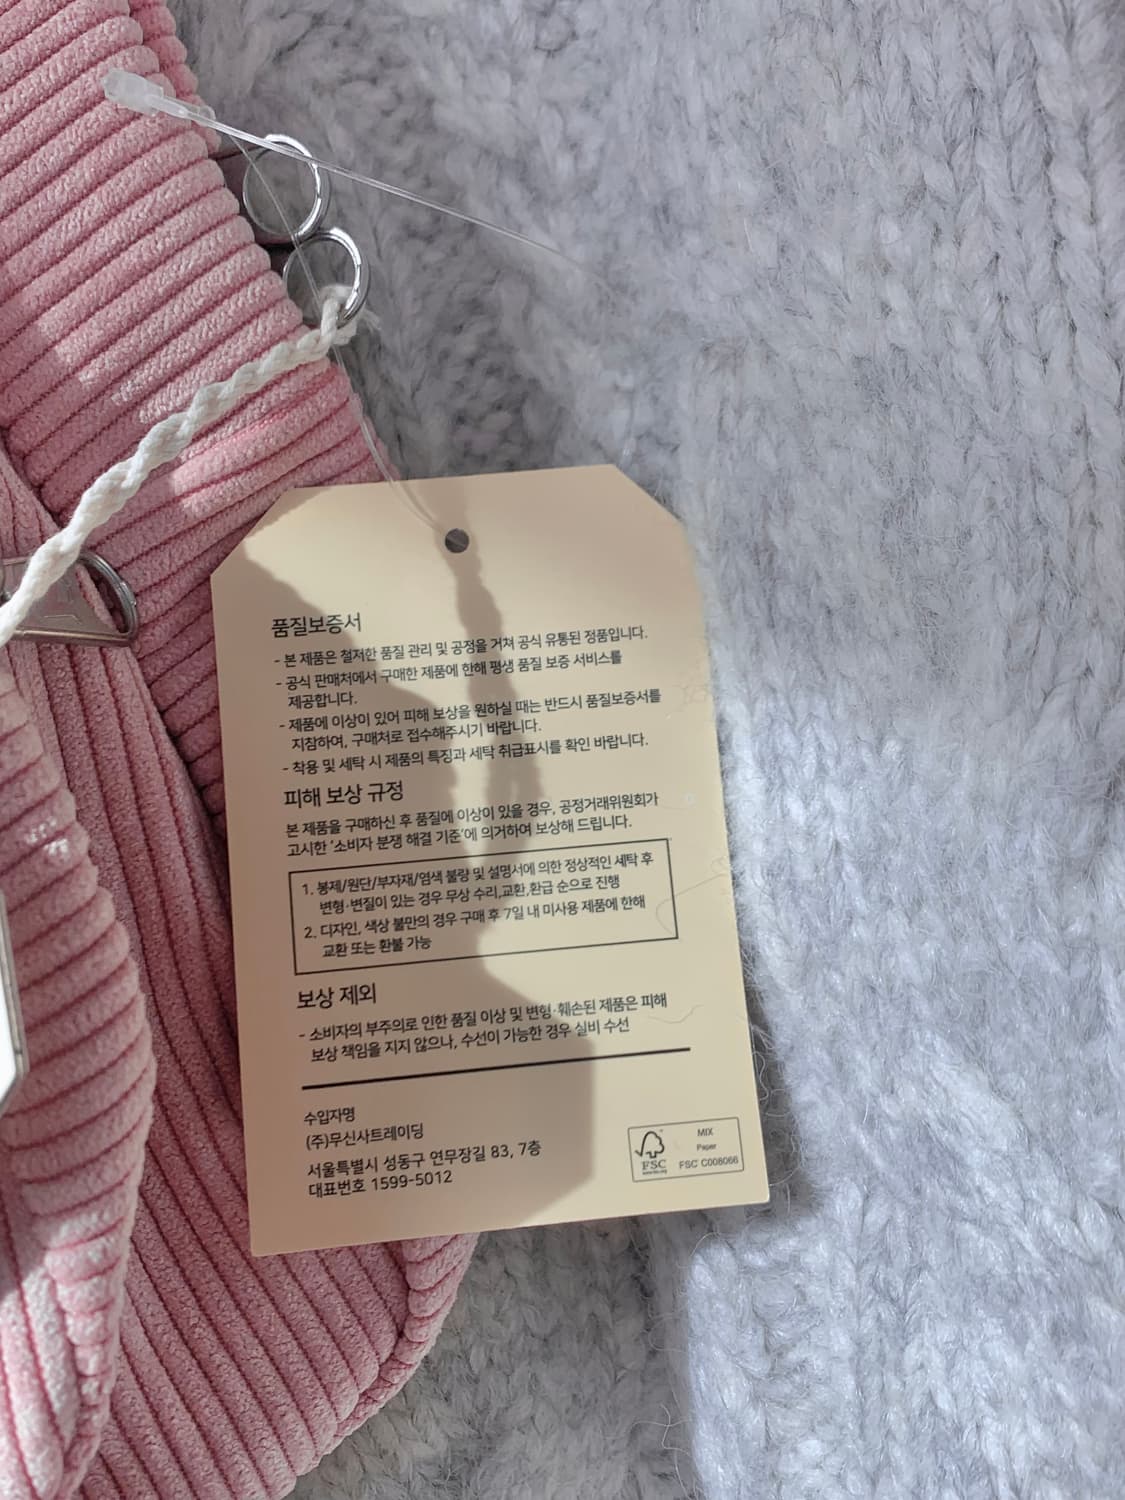 품질보증서
- 본 제품은 철저한 품질 관리 및 공정을 거쳐 공식 유통된 정품입니다.
- 공식 판매처에서 구매한 제품에 한해 평생 품질 보증 서비스를
제공합니다.
- 제품에 이상이 있어 피해 보상을 원하실 때는 반드시 품질보증서를
지참하여, 구매처로 접수해주시기 바랍니다.
- 착용 및 세탁 시 제품의 특징과 세탁 취급표시를 확인 바랍니다.
피해 보상 규정
본 제품을 구매하신 후 품질에 이상이 있을 경우, 공정거래위원회가
고시한 '소비자 분쟁 해결 기준'에 의거하여 보상해 드립니다.
1. 봉제/원단/부자재/염색 불량 및 설명서에 의한 정상적인 세탁 후
변형·변질이 있는 경우 무상 수리,교환,환급 순으로 진행
2. 디자인, 색상 불만의 경우 구매 후 7일 내 미사용 제품에 한해
교환 또는 환불 가능
보상 제외
- 소비자의 부주의로 인한 품질 이상 및 변형·훼손된 제품은 피해
보상 책임을 지지 않으나, 수선이 가능한 경우 실비 수선
수입자명
(주)무신사트레이딩
서울특별시 성동구 연무장길 83, 7층
대표번호 1599-5012
FSC
MIX
Paper
FSC® C008066